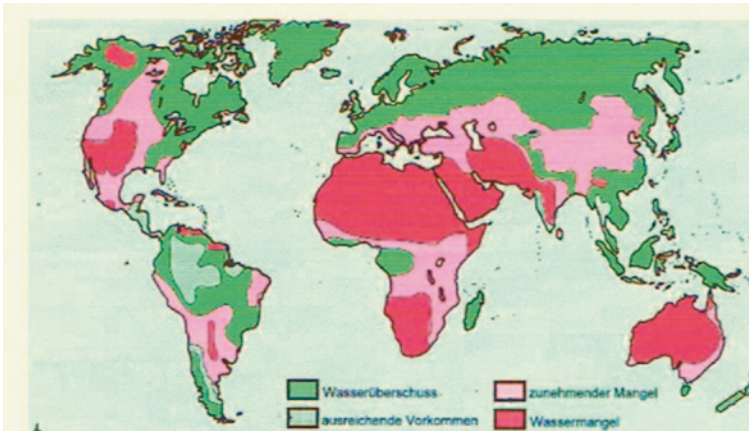 Wasserüberschuss
ausreichende Vorkommen
zunehmender Mangel
Wassermangel